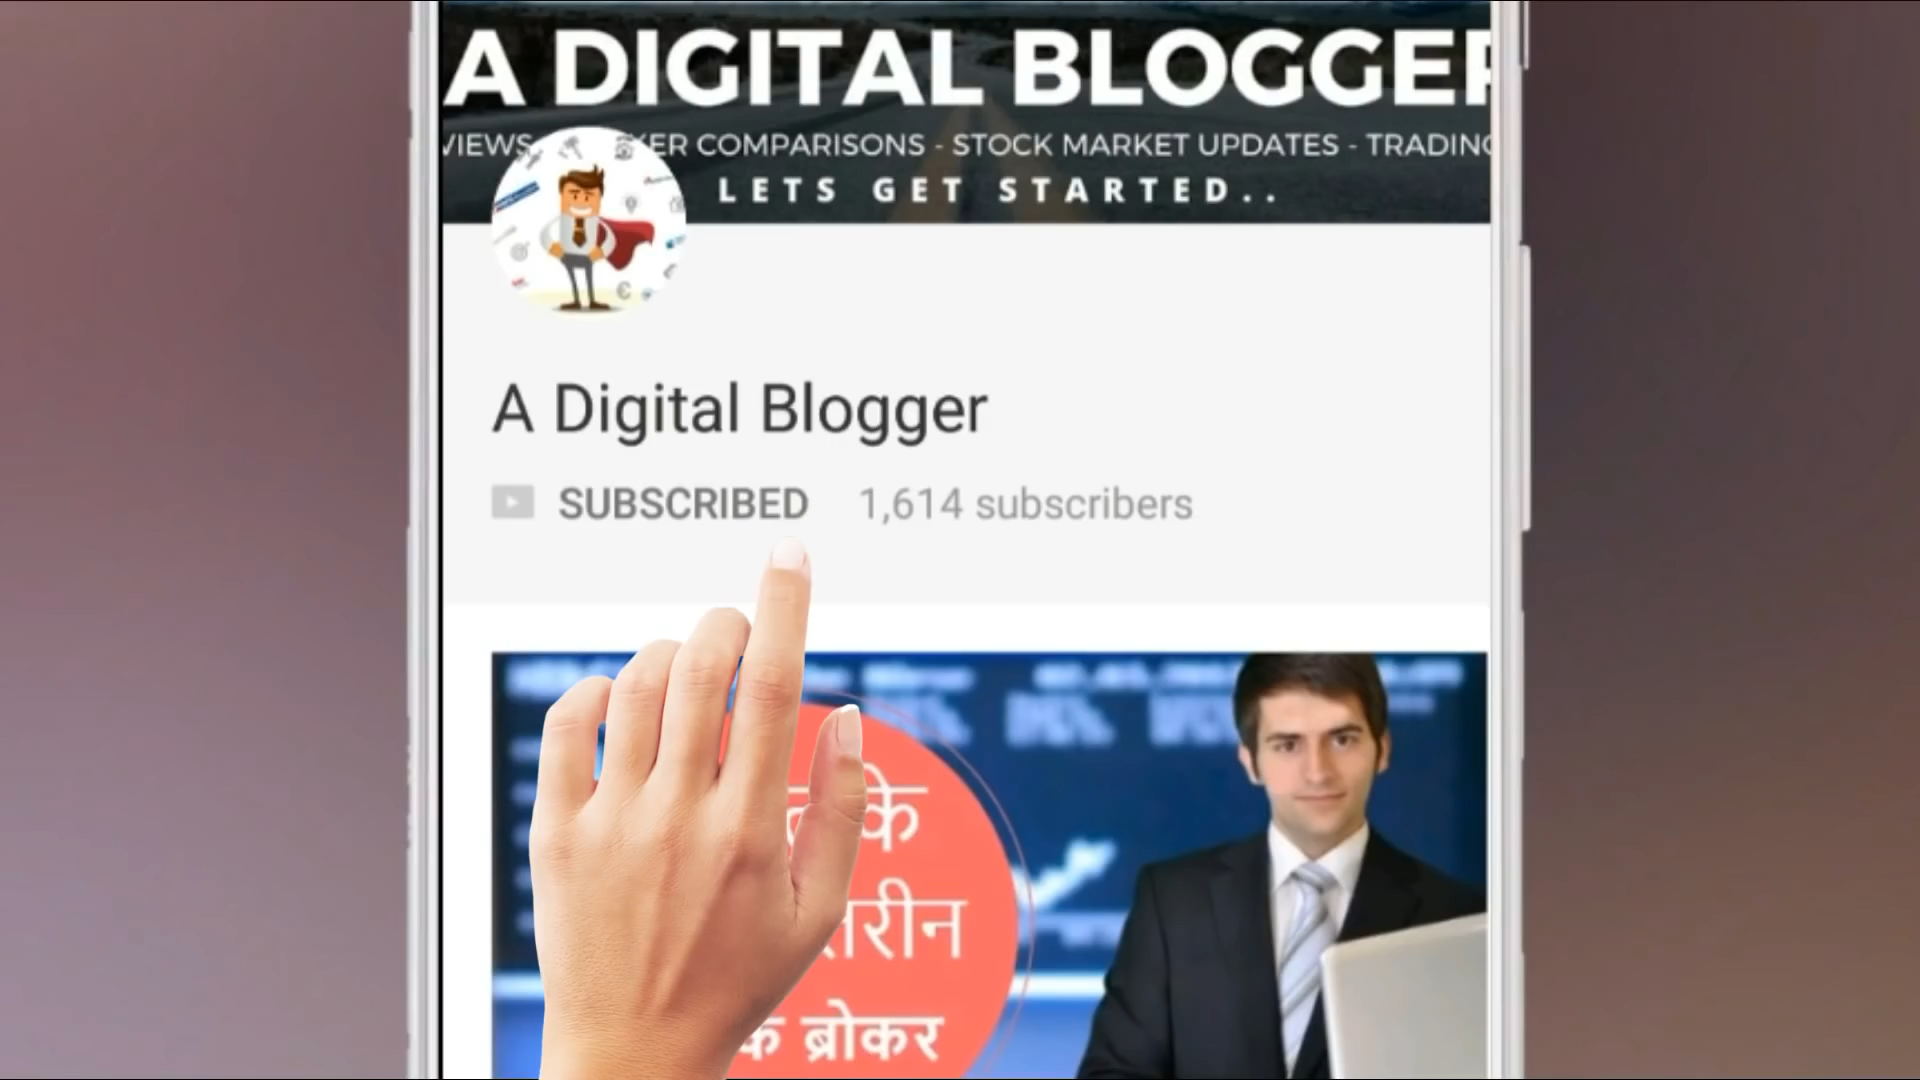 A DIGITAL BLOGGER
COMPARISONS - STOCK MARKET UPDATES - TRADING
LETS GET STARTED..
A Digital Blogger
SUBSCRIBED 1,614 subscribers
के
ब्रोकर